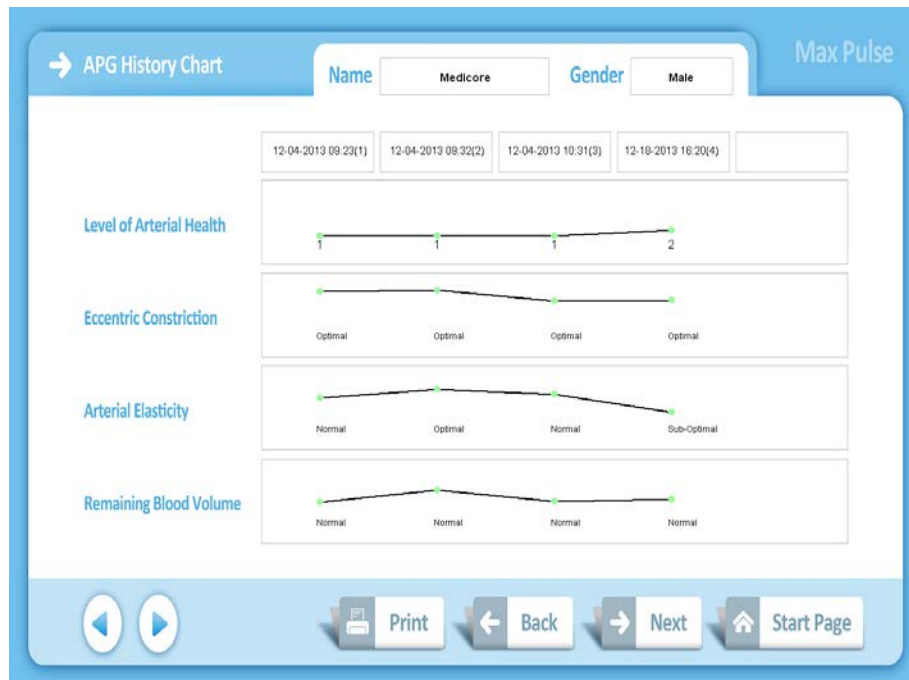 APG History Chart
Name Medicore Gender Male
Max Pulse
12-04-2013 09:23(1) 12-04-2013 09:32(2) 12-04-2013 10:31(3) 12-18-2013 16:20(4)
Level of Arterial Health
1 1 1 2
Eccentric Constriction
Optimal Optimal Optimal Optimal
Arterial Elasticity
Normal Optimal Normal Sub-Optimal
Remaining Blood Volume
Normal Normal Normal Normal
Print Back Next Start Page